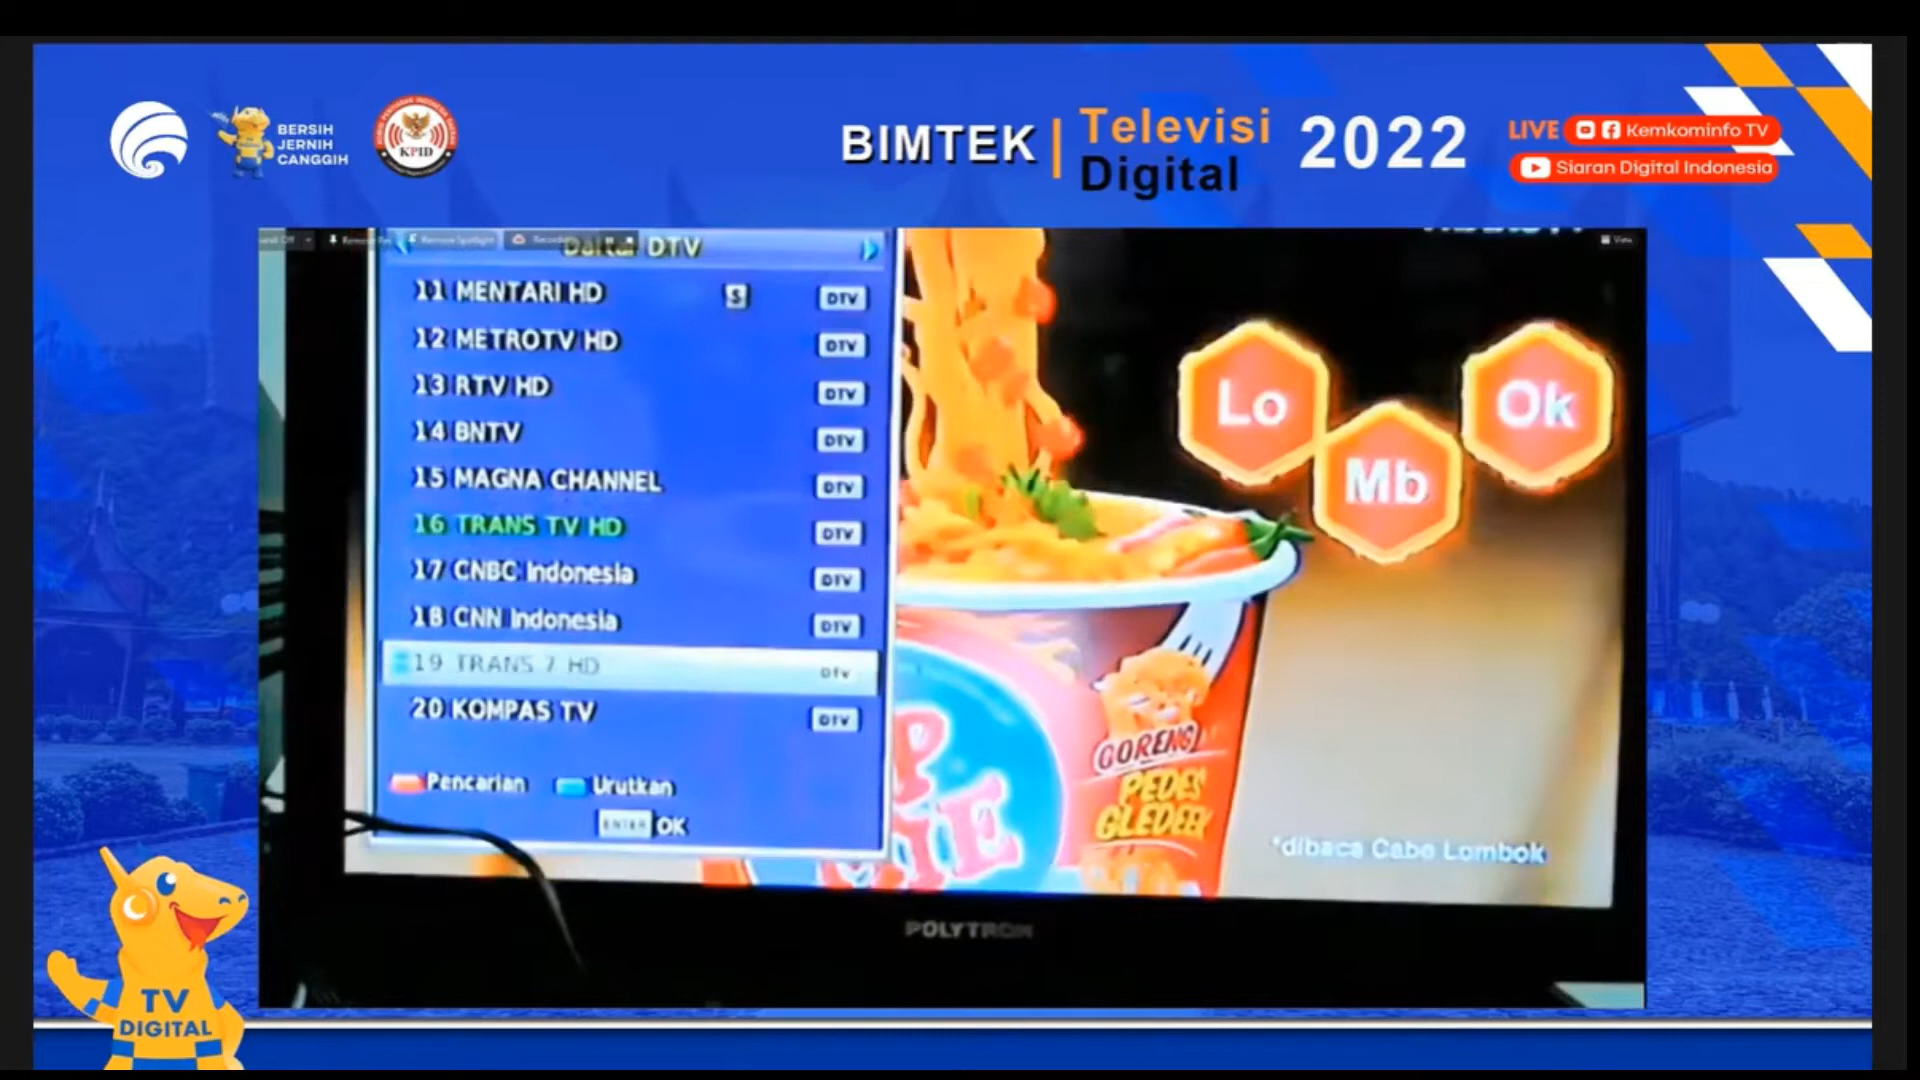 BERSIH
JERNIH
CANGGIH
KPID
BIMTEK
Televisi
Digital
2022
LIVE Kemkominfo TV
Siaran Digital Indonesia
View
Daftar DTV
11 MENTARI HD S DTV
12 METROTV HD DTV
13 RTV HD DTV
14 BNTV DTV
15 MAGNA CHANNEL DTV
16 TRANS TV HD DTV
17 CNBC Indonesia DTV
18 CNN Indonesia DTV
19 TRANS 7 HD DTV
20 KOMPAS TV DTV
Pencarian Urutkan
ENTER OK
Lo
Mb
Ok
GORENG
PEDES
GLEDEEK
*dibaca Cabe Lombok
POLYTRON
TV
DIGITAL